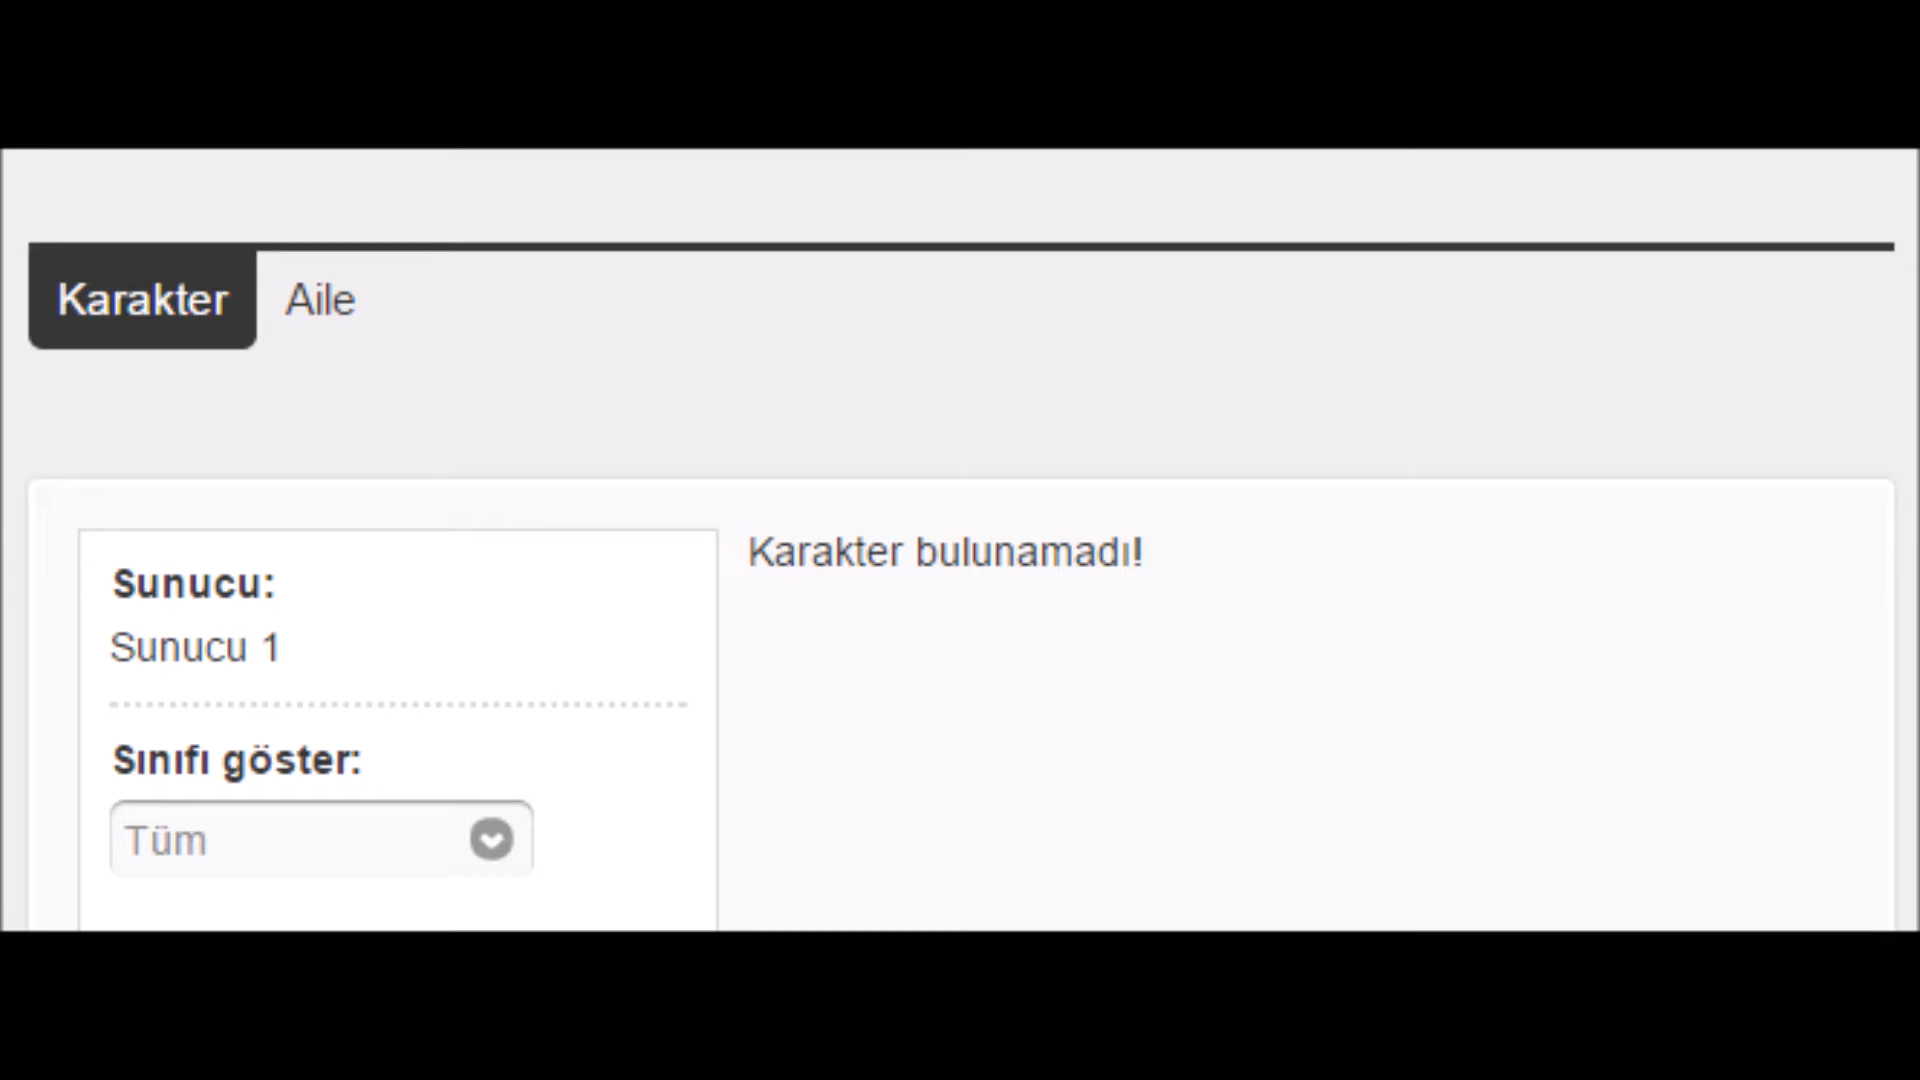 Karakter Aile
Karakter bulunamadı!
Sunucu:
Sunucu 1
Sınıfı göster:
Tüm